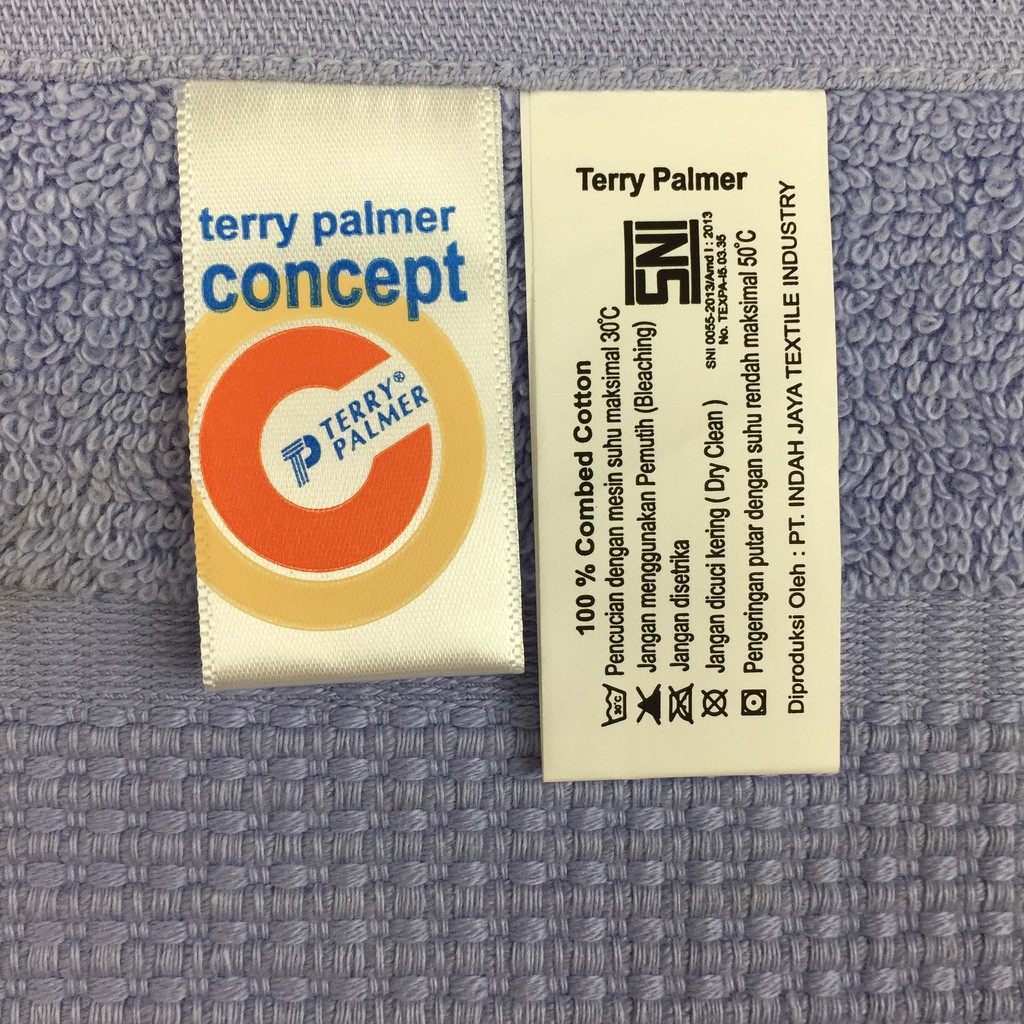 terry palmer
concept
TERRY®
PALMER
Terry Palmer
SNI
SNI 0055-2013/Amd I : 2013
No. TEXPA-I5.03.35
100 % Combed Cotton
30°C
Pencucian dengan mesin suhu maksimal 30°C
Jangan menggunakan Pemutih (Bleaching)
Jangan disetrika
Jangan dicuci kering ( Dry Clean )
Pengeringan putar dengan suhu rendah maksimal 50°C
Diproduksi Oleh : PT. INDAH JAYA TEXTILE INDUSTRY